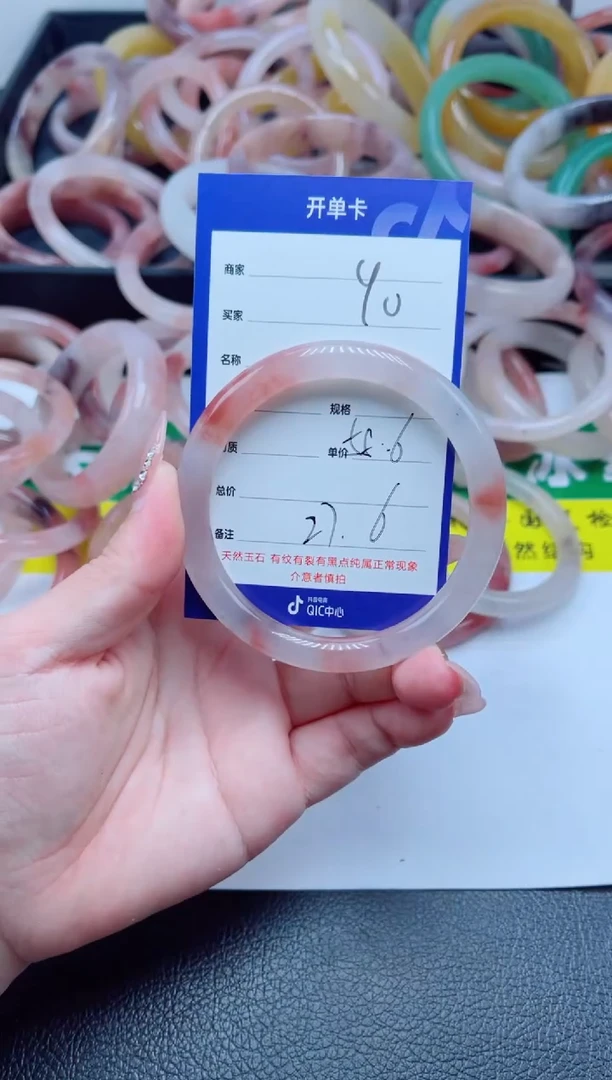 开单卡
商家 40
买家
名称
规格
质 单价 58.6
总价
备注 27.6
天然玉石 有纹有裂有黑点纯属正常现象
介意者慎拍
抖音电商
QIC中心